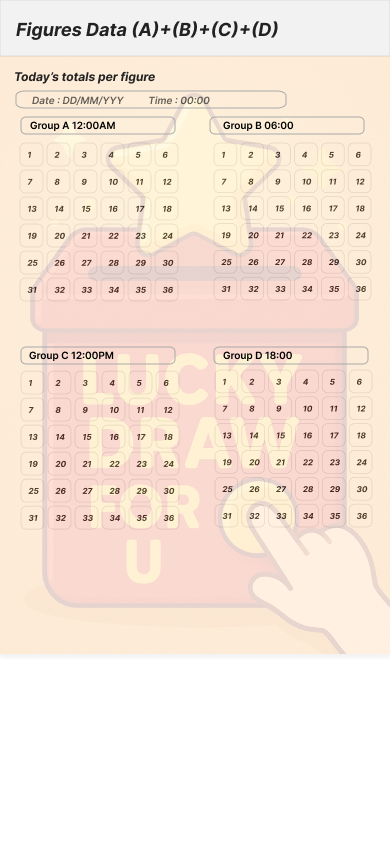 Figures Data (A)+(B)+(C)+(D)
Today's totals per figure
Date : DD/MM/YYY Time : 00:00
Group A 12:00AM
1 2 3 4 5 6
7 8 9 10 11 12
13 14 15 16 17 18
19 20 21 22 23 24
25 26 27 28 29 30
31 32 33 34 35 36
Group B 06:00
1 2 3 4 5 6
7 8 9 10 11 12
13 14 15 16 17 18
19 20 21 22 23 24
25 26 27 28 29 30
31 32 33 34 35 36
Group C 12:00PM
1 2 3 4 5 6
7 8 9 10 11 12
13 14 15 16 17 18
19 20 21 22 23 24
25 26 27 28 29 30
31 32 33 34 35 36
Group D 18:00
1 2 3 4 5 6
7 8 9 10 11 12
13 14 15 16 17 18
19 20 21 22 23 24
25 26 27 28 29 30
31 32 33 34 35 36
LUCKY
DRAW
FOR
U